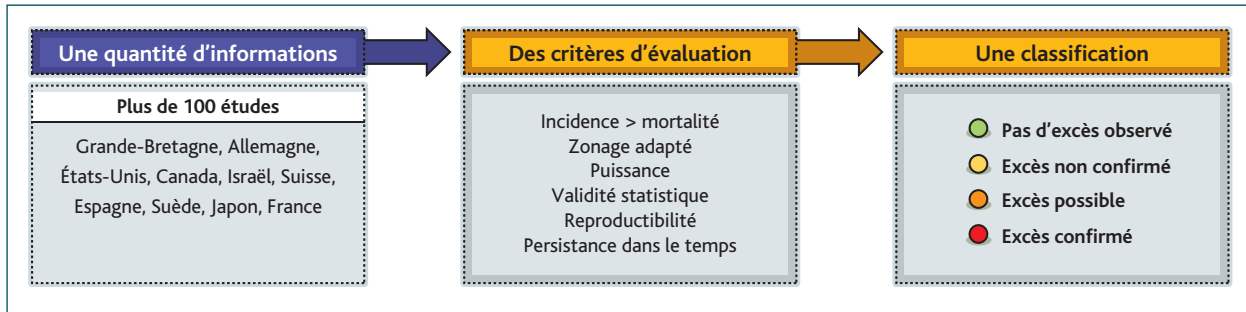 Une quantité d'informations
Plus de 100 études
Grande-Bretagne, Allemagne,
États-Unis, Canada, Israël, Suisse,
Espagne, Suède, Japon, France
Des critères d'évaluation
Incidence > mortalité
Zonage adapté
Puissance
Validité statistique
Reproductibilité
Persistance dans le temps
Une classification
Pas d'excès observé
Excès non confirmé
Excès possible
Excès confirmé